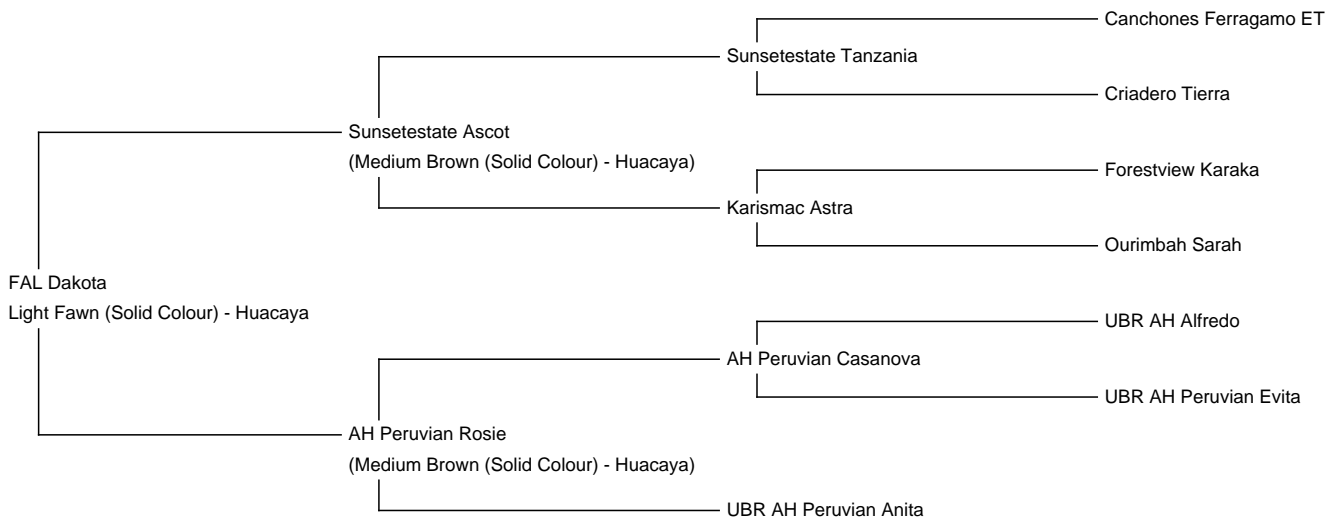 Canchones Ferragamo ET
Sunsetestate Tanzania
Criadero Tierra
Sunsetestate Ascot
(Medium Brown (Solid Colour) - Huacaya)
Forestview Karaka
Karismac Astra
Ourimbah Sarah
FAL Dakota
Light Fawn (Solid Colour) - Huacaya
UBR AH Alfredo
AH Peruvian Casanova
UBR AH Peruvian Evita
AH Peruvian Rosie
(Medium Brown (Solid Colour) - Huacaya)
UBR AH Peruvian Anita